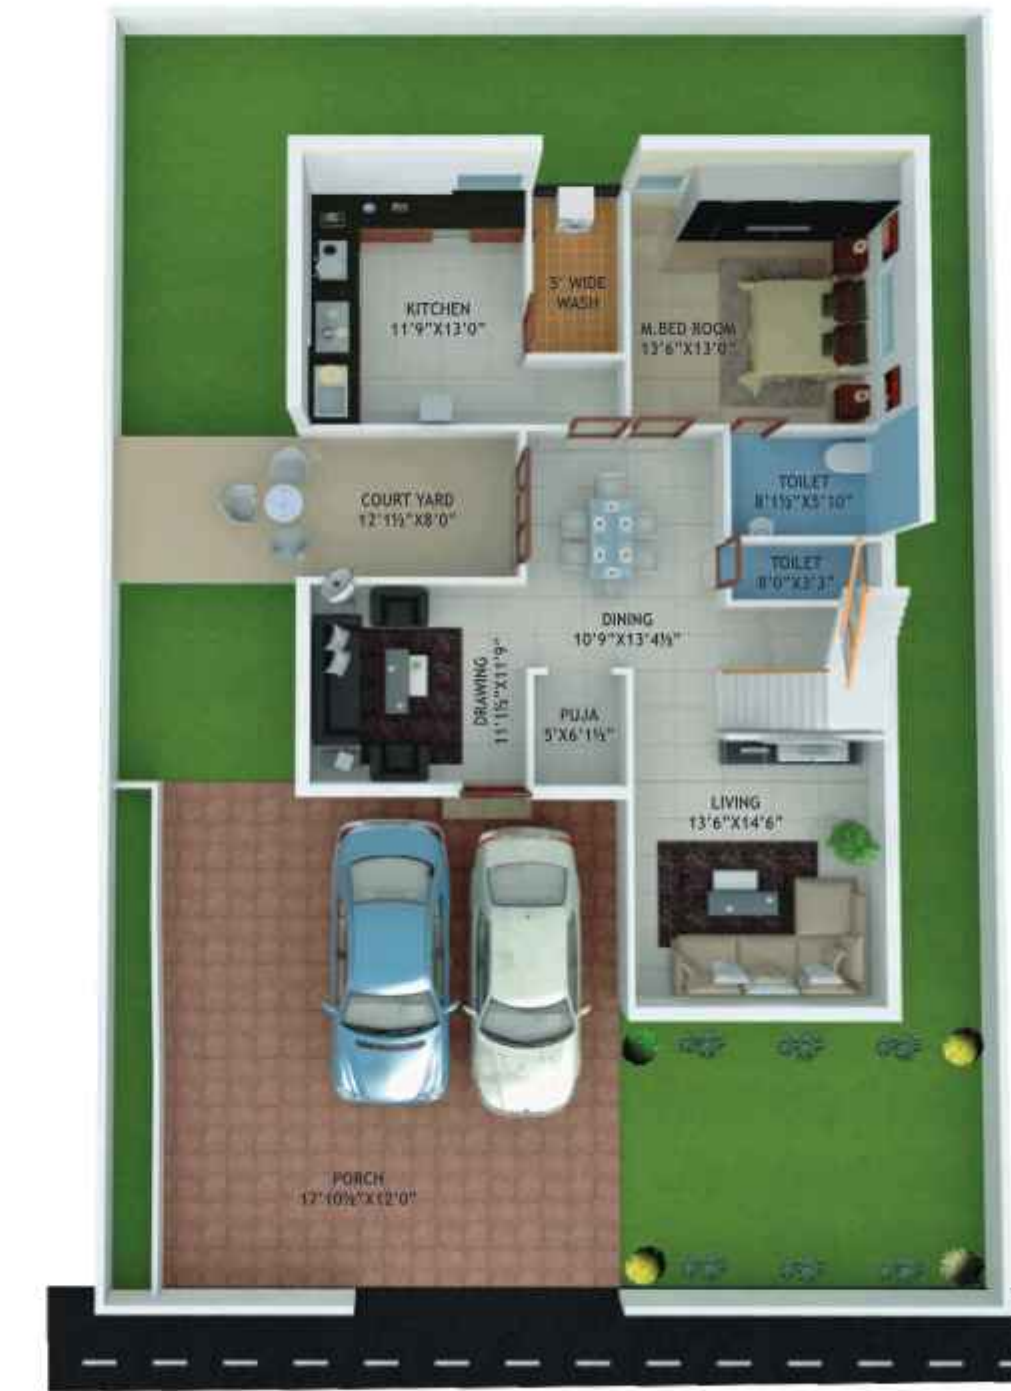 KITCHEN
11'9"X13'0"
5' WIDE
WASH
M.BED ROOM
13'6"X13'0"
COURT YARD
12'1½"X8'0"
TOILET
8'1½"X5'10"
TOILET
8'0"X3'3"
DINING
10'9"X13'4½"
DRAWING
11'1½"X11'9"
PUJA
5'X6'1½"
LIVING
13'6"X14'6"
PORCH
17'10½"X12'0"